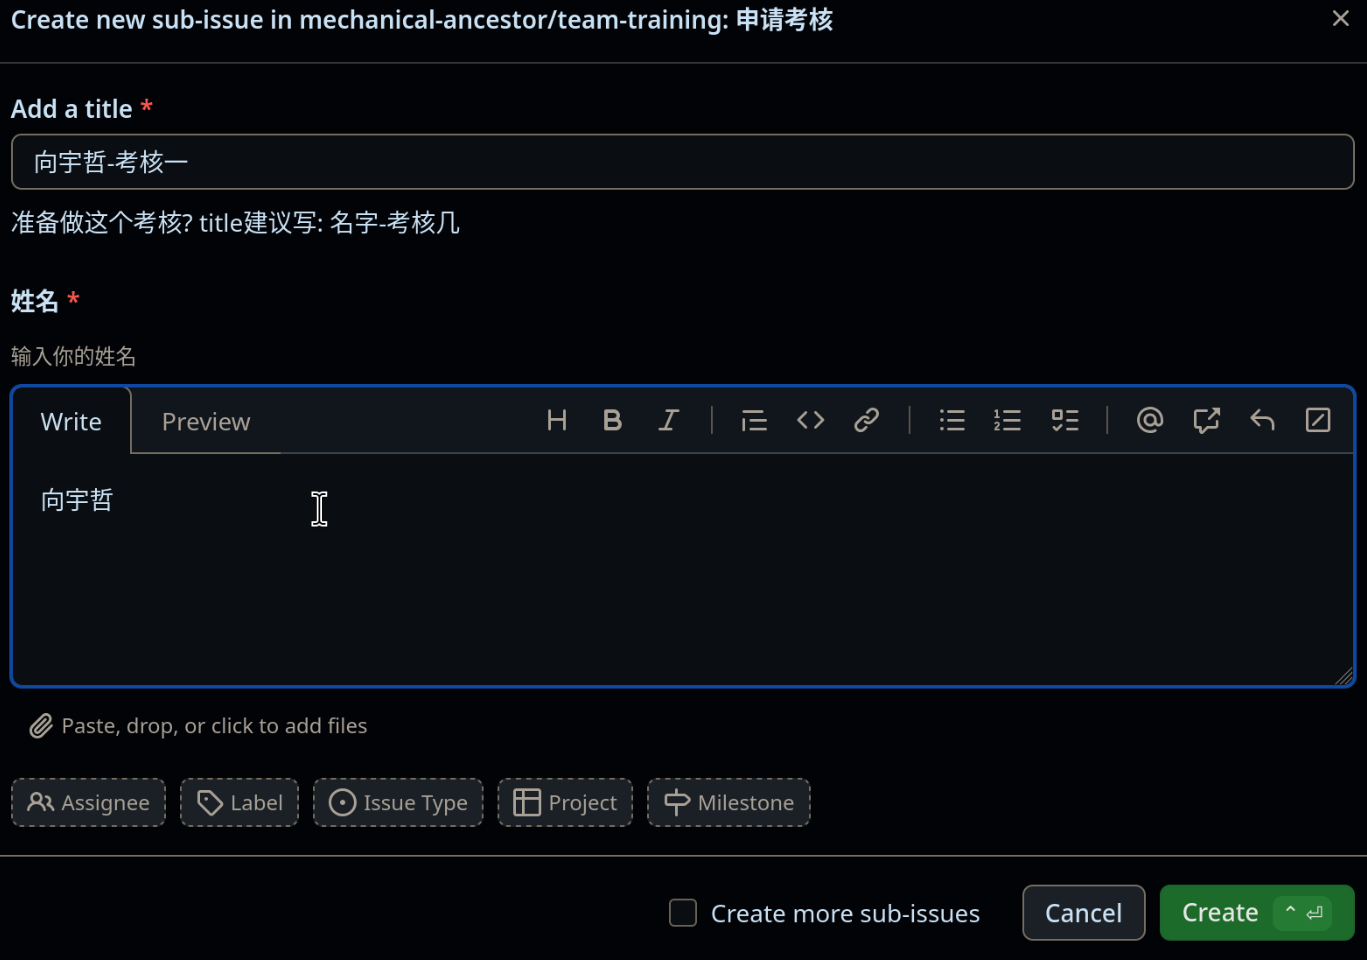 Create new sub-issue in mechanical-ancestor/team-training: 申请考核
Add a title *
向宇哲-考核一
准备做这个考核? title建议写: 名字-考核几
姓名 *
输入你的姓名
Write Preview
向宇哲
Paste, drop, or click to add files
Assignee Label Issue Type Project Milestone
Create more sub-issues Cancel Create ⌃ ⏎